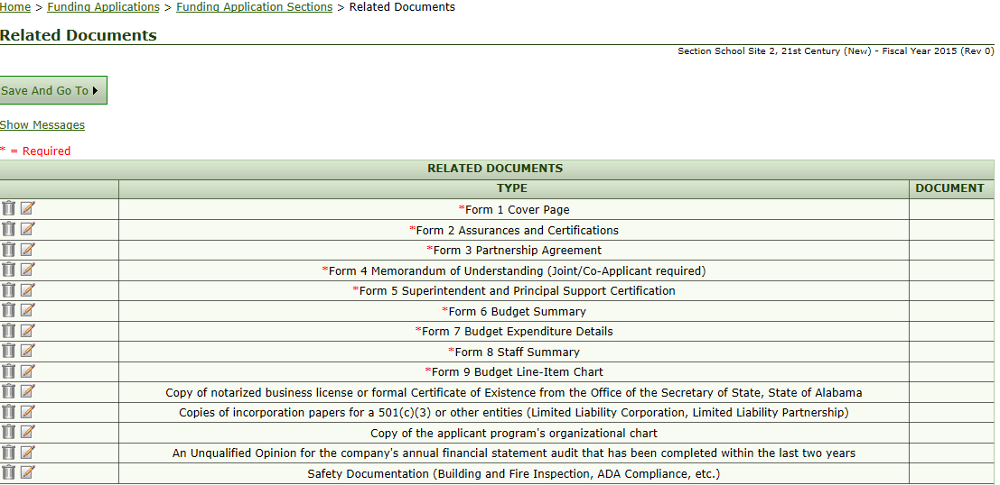 Home > Funding Applications > Funding Application Sections > Related Documents
Related Documents
Section School Site 2, 21st Century (New) - Fiscal Year 2015 (Rev 0)
Save And Go To
Show Messages
* = Required
RELATED DOCUMENTS
TYPE DOCUMENT
*Form 1 Cover Page
*Form 2 Assurances and Certifications
*Form 3 Partnership Agreement
*Form 4 Memorandum of Understanding (Joint/Co-Applicant required)
*Form 5 Superintendent and Principal Support Certification
*Form 6 Budget Summary
*Form 7 Budget Expenditure Details
*Form 8 Staff Summary
*Form 9 Budget Line-Item Chart
Copy of notarized business license or formal Certificate of Existence from the Office of the Secretary of State, State of Alabama
Copies of incorporation papers for a 501(c)(3) or other entities (Limited Liability Corporation, Limited Liability Partnership)
Copy of the applicant program's organizational chart
An Unqualified Opinion for the company's annual financial statement audit that has been completed within the last two years
Safety Documentation (Building and Fire Inspection, ADA Compliance, etc.)